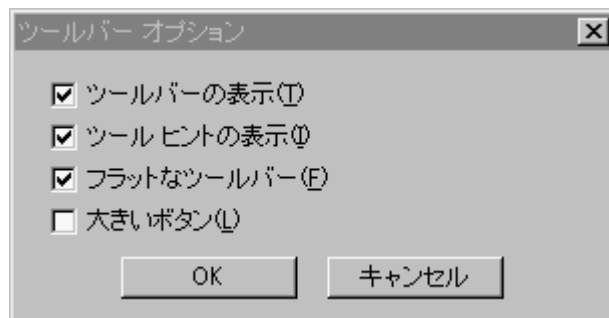 ツールバー オプション
ツールバーの表示(T)
ツール ヒントの表示(I)
フラットなツールバー(F)
大きいボタン(L)
OK キャンセル